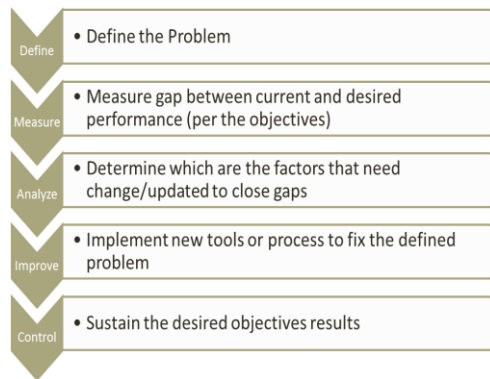 Define
• Define the Problem
Measure
• Measure gap between current and desired
performance (per the objectives)
Analyze
• Determine which are the factors that need
change/updated to close gaps
Improve
• Implement new tools or process to fix the defined
problem
Control
• Sustain the desired objectives results